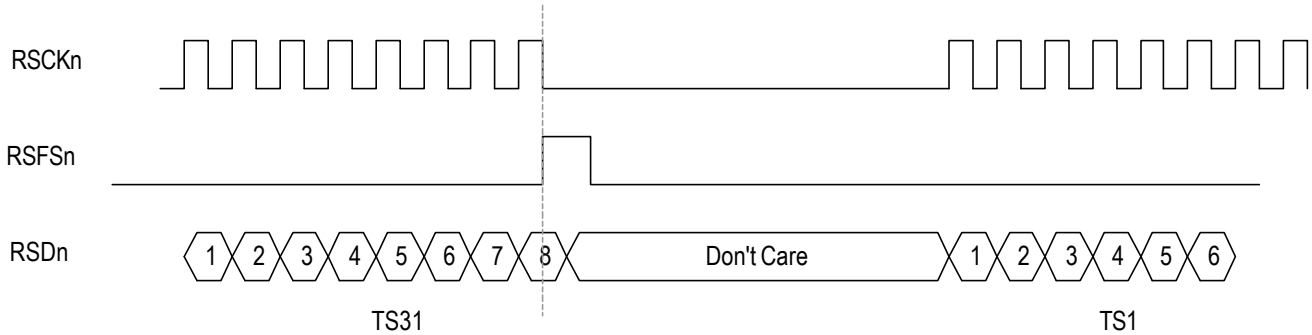 RSCKn
RSFSn
RSDn 1 2 3 4 5 6 7 8 Don't Care 1 2 3 4 5 6
TS31 TS1